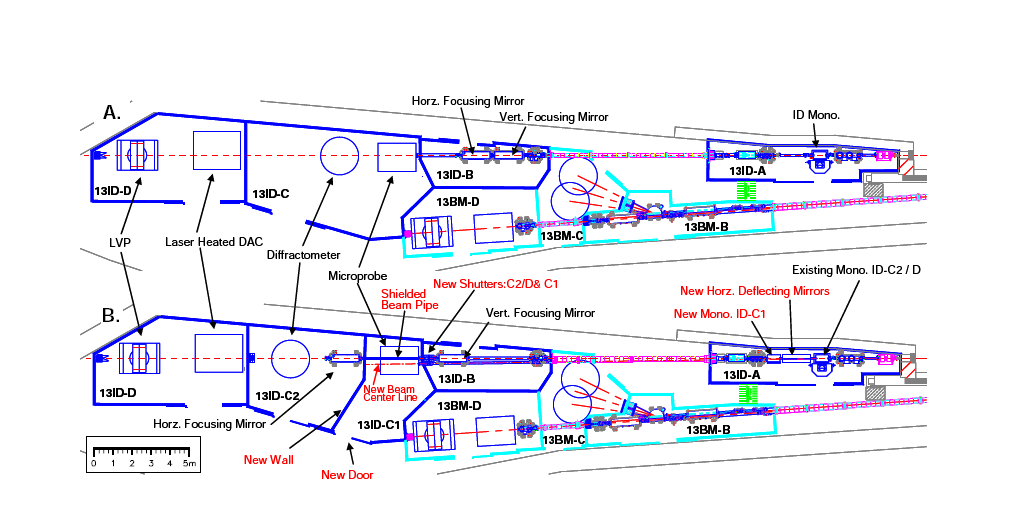 A.
Horz. Focusing Mirror
Vert. Focusing Mirror
ID Mono.
13ID-D
13ID-C
13ID-B
13ID-A
13BM-D
13BM-C
13BM-B
LVP
Laser Heated DAC
Diffractometer
Microprobe
Existing Mono. ID-C2 / D
New Shutters:C2/D& C1
Shielded
Beam Pipe
New Horz. Deflecting Mirrors
B.
Vert. Focusing Mirror
New Mono. ID-C1
13ID-D
13ID-C2
New Beam
Center Line
13ID-B
13ID-A
13BM-D
Horz. Focusing Mirror
13ID-C1
13BM-C
13BM-B
New Wall
New Door
0 1 2 3 4 5m